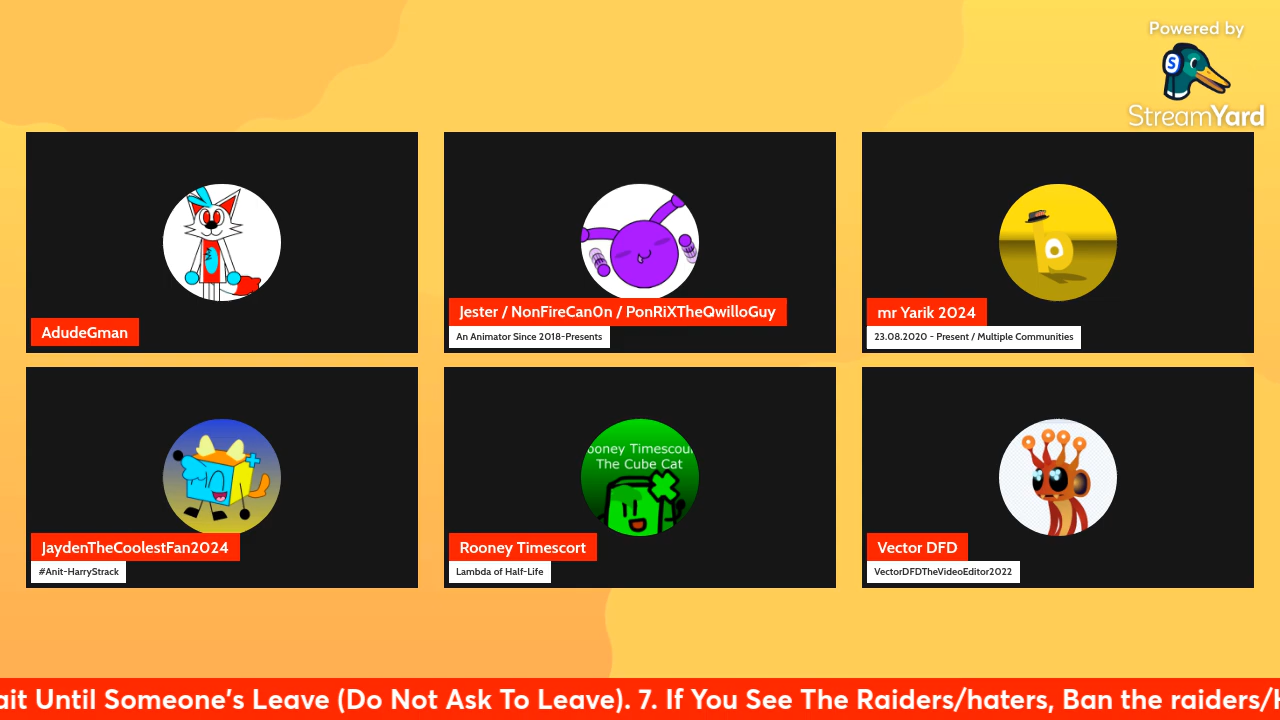 Powered by
StreamYard
AdudeGman
Jester / NonFireCan0n / PonRiXTheQwilloGuy
An Animator Since 2018-Presents
mr Yarik 2024
23.08.2020 - Present / Multiple Communities
JaydenTheCoolestFan2024
#Anit-HarryStrack
ooney Timescou
The Cube Cat
Rooney Timescort
Lambda of Half-Life
Vector DFD
VectorDFDTheVideoEditor2022
ait Until Someone's Leave (Do Not Ask To Leave). 7. If You See The Raiders/haters, Ban the raiders/